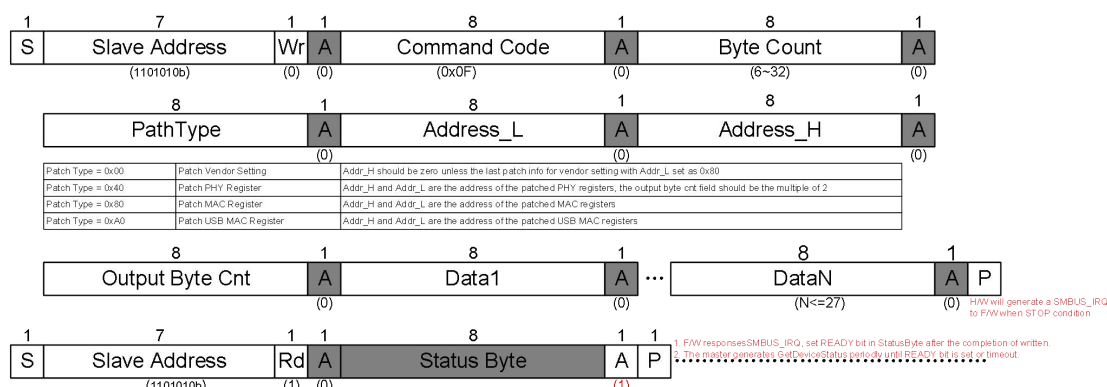 1 7 1 1 8 1 8 1
S Slave Address Wr A Command Code A Byte Count A
(1101010b) (0) (0) (0x0F) (0) (6~32) (0)
8 1 8 1 8 1
PathType A Address_L A Address_H A
(0) (0) (0)
Patch Type = 0x00 Patch Vendor Setting Addr_H should be zero unless the last patch info for vendor setting with Addr_L set as 0x80
Patch Type = 0x40 Patch PHY Register Addr_H and Addr_L are the address of the patched PHY registers, the output byte cnt field should be the multiple of 2
Patch Type = 0x80 Patch MAC Register Addr_H and Addr_L are the address of the patched MAC registers
Patch Type = 0xA0 Patch USB MAC Register Addr_H and Addr_L are the address of the patched USB MAC registers
8 1 8 1 8 1
Output Byte Cnt A Data1 A ... DataN A P
(0) (0) (N<=27) (0)
H/W will generate a SMBUS_IRQ
to F/W when STOP condition
1 7 1 1 8 1 1
S Slave Address Rd A Status Byte A P
1. F/W responsesSMBUS_IRQ, set READY bit in StatusByte after the completion of written.
2. The master generates GetDeviceStatus periodly until READY bit is set or timeout.
(1101010b) (1) (0) (1)